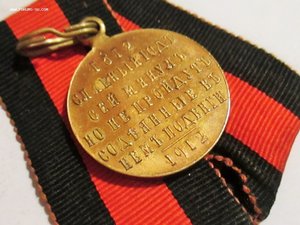 1812
СЛАВНЫЙ ГОДЪ
СЕЙ МИНУЛЪ
НО НЕ ПРОЙДУТЪ
СОДѢЯННЫЕ ВЪ
НЕМЪ ПОДВИГИ
1912